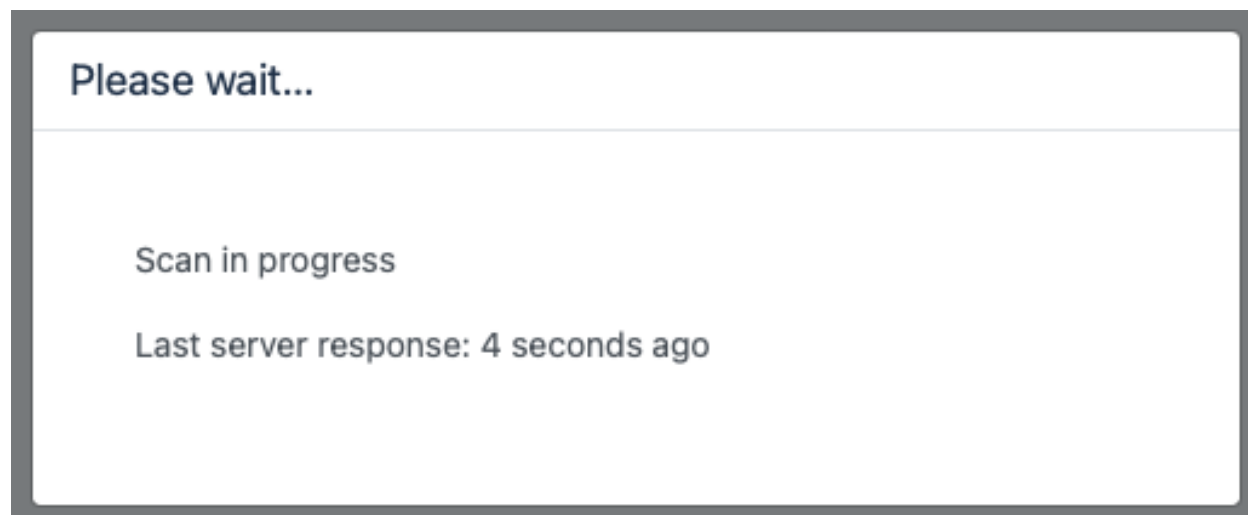 Please wait...
Scan in progress
Last server response: 4 seconds ago